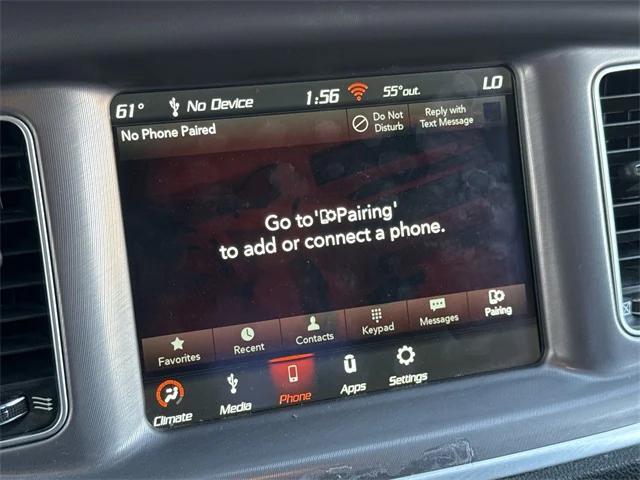 61° No Device 1:56 55°out. LO
No Phone Paired
Do Not
Disturb
Reply with
Text Message
Go to 'Pairing'
to add or connect a phone.
Favorites Recent Contacts Keypad Messages Pairing
Climate Media Phone Apps Settings